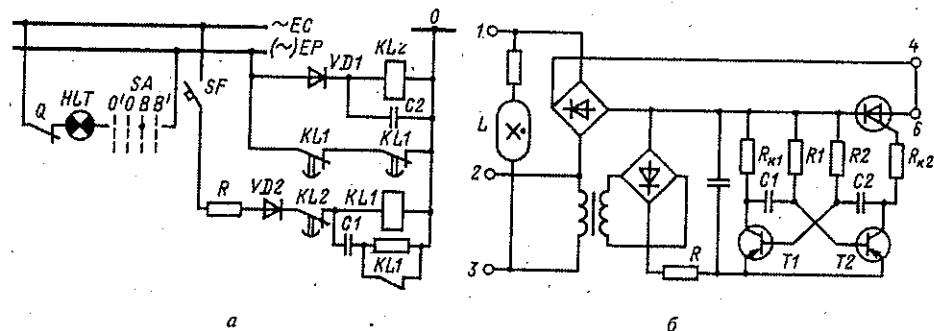 ~EC
(~)EP
0
VD1
KL2
C2
SF
Q
HLT
SA
0' 0 В В'
KL1
KL1
R
VD2
KL2
KL1
C1
KL1
а
1
4
L
6
2
3
Rк1
R1
R2
Rк2
C1
C2
T1
T2
R
б